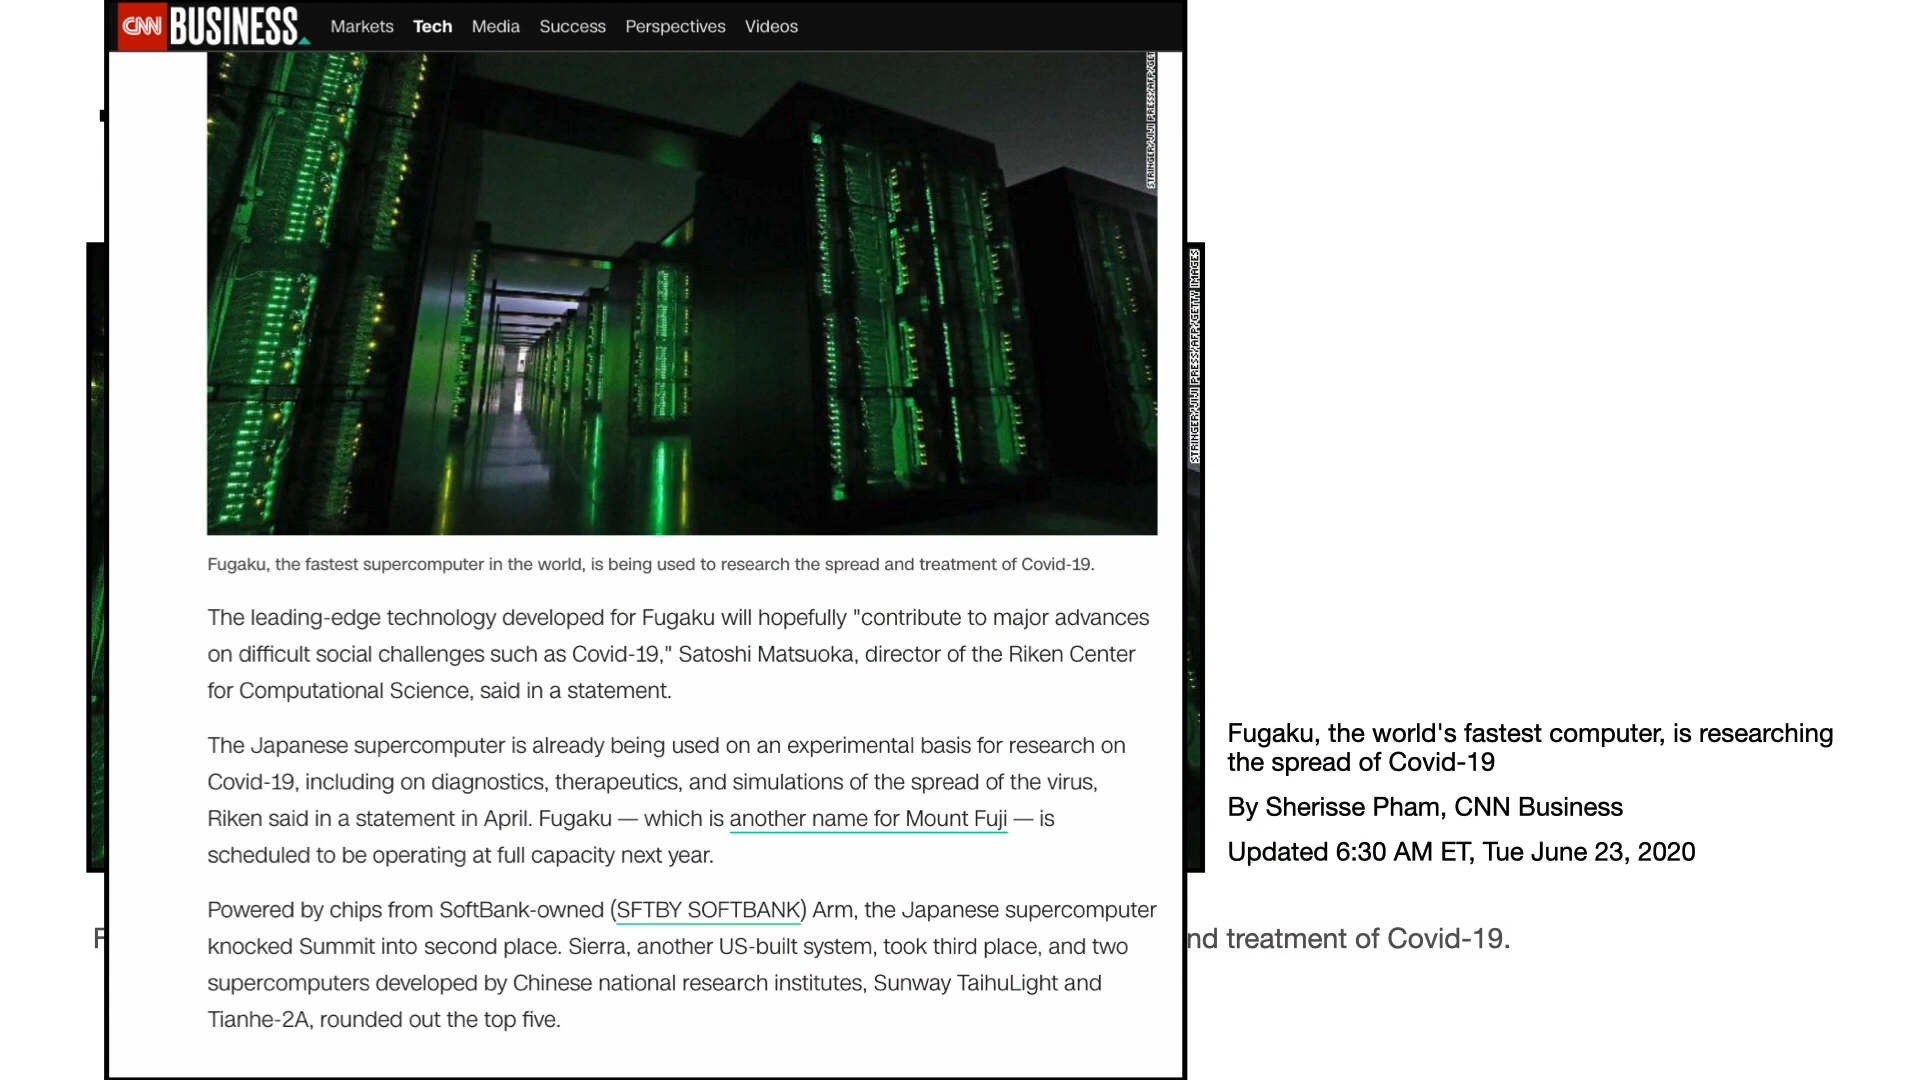 CNN BUSINESS
Markets Tech Media Success Perspectives Videos
STRINGER/JIJI PRESS/AFP/GE
STRINGER/JIJI PRESS/AFP/GETTY IMAGES
Fugaku, the fastest supercomputer in the world, is being used to research the spread and treatment of Covid-19.
The leading-edge technology developed for Fugaku will hopefully "contribute to major advances
on difficult social challenges such as Covid-19," Satoshi Matsuoka, director of the Riken Center
for Computational Science, said in a statement.
The Japanese supercomputer is already being used on an experimental basis for research on
Covid-19, including on diagnostics, therapeutics, and simulations of the spread of the virus,
Riken said in a statement in April. Fugaku — which is another name for Mount Fuji — is
scheduled to be operating at full capacity next year.
Powered by chips from SoftBank-owned (SFTBY SOFTBANK) Arm, the Japanese supercomputer
knocked Summit into second place. Sierra, another US-built system, took third place, and two
supercomputers developed by Chinese national research institutes, Sunway TaihuLight and
Tianhe-2A, rounded out the top five.
Fugaku, the world's fastest computer, is researching
the spread of Covid-19
By Sherisse Pham, CNN Business
Updated 6:30 AM ET, Tue June 23, 2020
nd treatment of Covid-19.